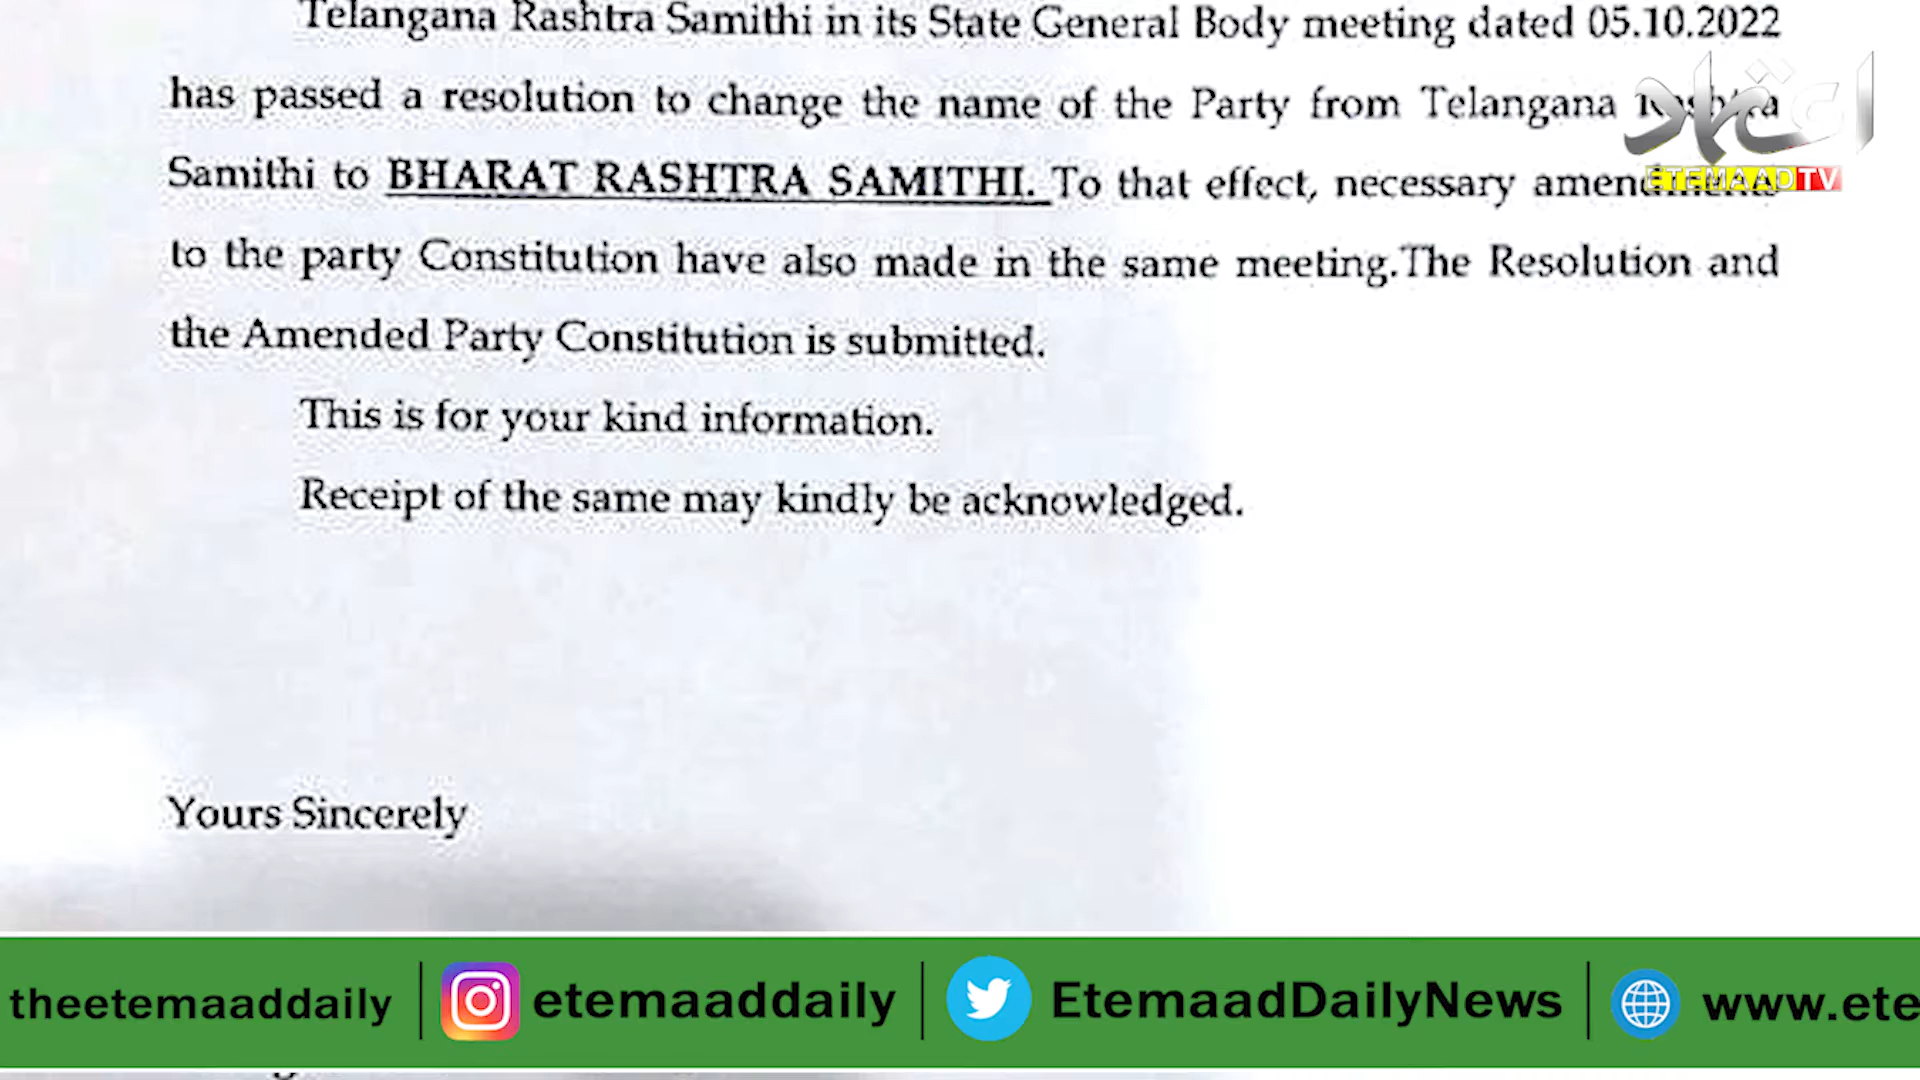 Telangana Rashtra Samithi in its State General Body meeting dated 05.10.2022
has passed a resolution to change the name of the Party from Telangana Rashtra
Samithi to BHARAT RASHTRA SAMITHI. To that effect, necessary amendments
to the party Constitution have also made in the same meeting.The Resolution and
the Amended Party Constitution is submitted.
This is for your kind information.
Receipt of the same may kindly be acknowledged.
Yours Sincerely
اعتماد
ETEMAAD TV
theetemaaddaily
etemaaddaily
EtemaadDailyNews
www.ete